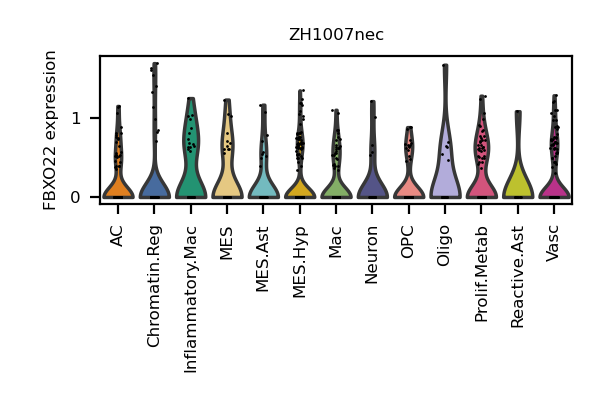 ZH1007nec
FBXO22 expression
1
0
AC
Chromatin.Reg
Inflammatory.Mac
MES
MES.Ast
MES.Hyp
Mac
Neuron
OPC
Oligo
Prolif.Metab
Reactive.Ast
Vasc